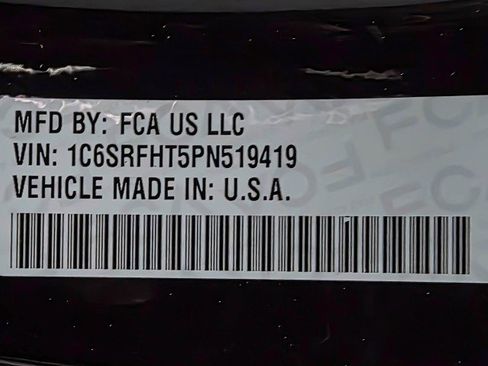 MFD BY: FCA US LLC
VIN: 1C6SRFHT5PN519419
VEHICLE MADE IN: U.S.A.